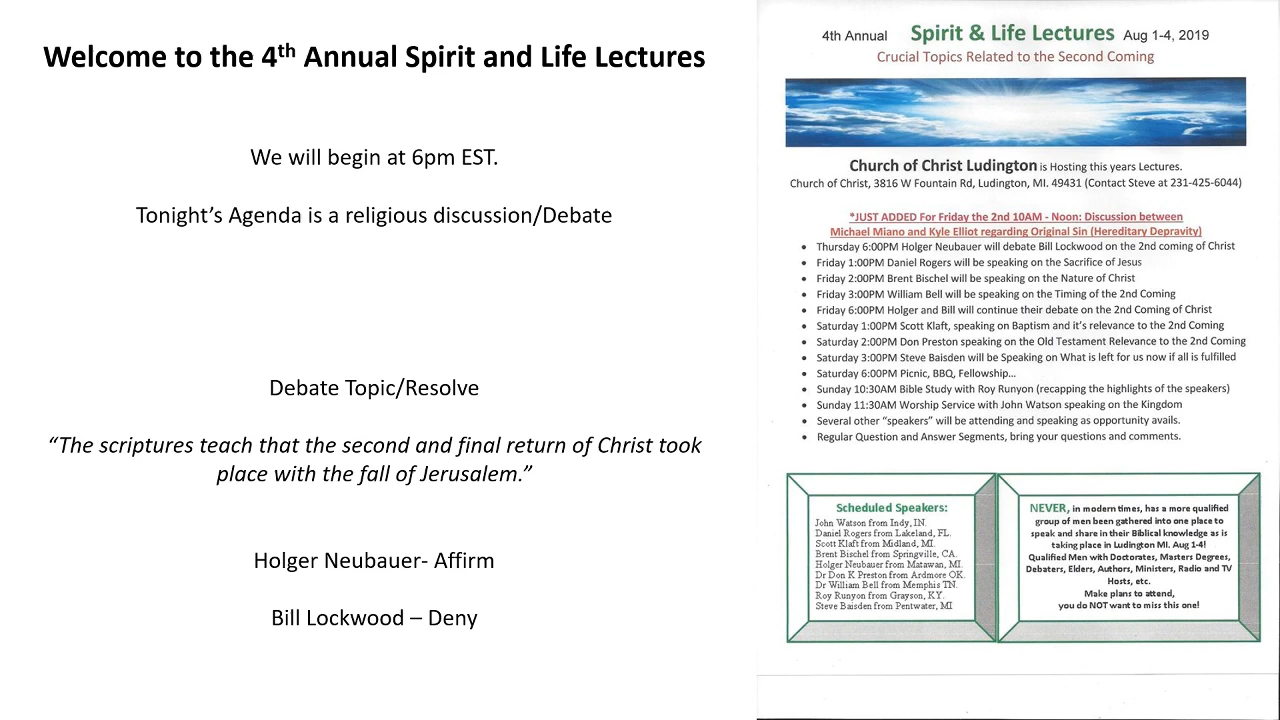 Welcome to the 4th Annual Spirit and Life Lectures
We will begin at 6pm EST.
Tonight's Agenda is a religious discussion/Debate
Debate Topic/Resolve
“The scriptures teach that the second and final return of Christ took
place with the fall of Jerusalem.”
Holger Neubauer- Affirm
Bill Lockwood – Deny
4th Annual Spirit & Life Lectures Aug 1-4, 2019
Crucial Topics Related to the Second Coming
Church of Christ Ludington is Hosting this years Lectures.
Church of Christ, 3816 W Fountain Rd, Ludington, MI. 49431 (Contact Steve at 231-425-6044)
*JUST ADDED For Friday the 2nd 10AM - Noon: Discussion between
Michael Miano and Kyle Elliot regarding Original Sin (Hereditary Depravity)
• Thursday 6:00PM Holger Neubauer will debate Bill Lockwood on the 2nd coming of Christ
• Friday 1:00PM Daniel Rogers will be speaking on the Sacrifice of Jesus
• Friday 2:00PM Brent Bischel will be speaking on the Nature of Christ
• Friday 3:00PM William Bell will be speaking on the Timing of the 2nd Coming
• Friday 6:00PM Holger and Bill will continue their debate on the 2nd Coming of Christ
• Saturday 1:00PM Scott Klaft, speaking on Baptism and it's relevance to the 2nd Coming
• Saturday 2:00PM Don Preston speaking on the Old Testament Relevance to the 2nd Coming
• Saturday 3:00PM Steve Baisden will be Speaking on What is left for us now if all is fulfilled
• Saturday 6:00PM Picnic, BBQ, Fellowship...
• Sunday 10:30AM Bible Study with Roy Runyon (recapping the highlights of the speakers)
• Sunday 11:30AM Worship Service with John Watson speaking on the Kingdom
• Several other “speakers” will be attending and speaking as opportunity avails.
• Regular Question and Answer Segments, bring your questions and comments.
Scheduled Speakers:
John Watson from Indy, IN.
Daniel Rogers from Lakeland, FL.
Scott Klaft from Midland, MI.
Brent Bischel from Springville, CA.
Holger Neubauer from Matawan, MI.
Dr Don K Preston from Ardmore OK.
Dr William Bell from Memphis TN.
Roy Runyon from Grayson, KY.
Steve Baisden from Pentwater, MI
NEVER, in modern times, has a more qualified
group of men been gathered into one place to
speak and share in their Biblical knowledge as is
taking place in Ludington MI. Aug 1-4!
Qualified Men with Doctorates, Masters Degrees,
Debaters, Elders, Authors, Ministers, Radio and TV
Hosts, etc.
Make plans to attend,
you do NOT want to miss this one!